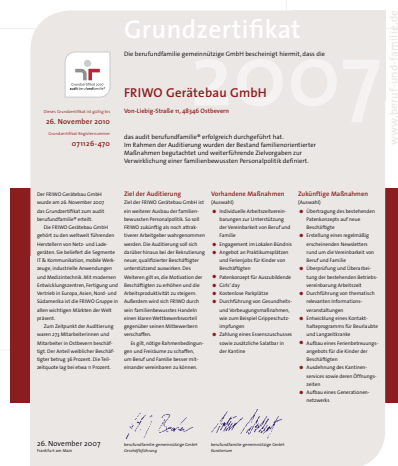 Grundzertifikat
Die berufundfamilie gemeinnützige GmbH bescheinigt hiermit, dass die
2007
FRIWO Gerätebau GmbH
Von-Liebig-Straße 11, 48346 Ostbevern
Dieses Grundzertifikat ist gültig bis
26. November 2010
Grundzertifikat Registriernummer
071126-470
das audit berufundfamilie® erfolgreich durchgeführt hat.
Im Rahmen der Auditierung wurden der Bestand familienorientierter
Maßnahmen begutachtet und weiterführende Zielvorgaben zur
Verwirklichung einer familienbewussten Personalpolitik definiert.
www.beruf-und-familie.de
Der FRIWO Gerätebau GmbH
wurde am 26. November 2007
das Grundzertifikat zum audit
berufundfamilie® erteilt.
Die FRIWO Gerätebau GmbH
gehört zu den weltweit führenden
Herstellern von Netz- und Lade-
geräten. Sie beliefert die Segmente
IT & Kommunikation, mobile Werk-
zeuge, industrielle Anwendungen
und Medizintechnik. Mit modernen
Entwicklungszentren, Fertigung und
Vertrieb in Europa, Asien, Nord- und
Südamerika ist die FRIWO Gruppe in
allen wichtigen Märkten der Welt
präsent.
Zum Zeitpunkt der Auditierung
waren 273 Mitarbeiterinnen und
Mitarbeiter in Ostbevern beschäf-
tigt. Der Anteil weiblicher Beschäf-
tigter betrug 36 Prozent. Die Teil-
zeitquote lag bei etwa 11 Prozent.
Ziel der Auditierung
Ziel der FRIWO Gerätebau GmbH ist
ein weiterer Ausbau der familien-
bewussten Personalpolitik. So soll
FRIWO zukünftig als noch attrak-
tiverer Arbeitgeber wahrgenommen
werden. Die Auditierung soll sich
darüber hinaus bei der Rekrutierung
neuer, qualifizierter Beschäftigter
unterstützend auswirken. Des
Weiteren gilt es, die Motivation der
Beschäftigten zu erhöhen und die
Arbeitsproduktivität zu steigern.
Außerdem wird sich FRIWO durch
sein familienbewusstes Handeln
einen klaren Wettbewerbsvorteil
gegenüber seinen Mitbewerbern
verschaffen.
Es gilt, nötige Rahmenbedingun-
gen und Freiräume zu schaffen,
um Beruf und Familie besser mit-
einander vereinbaren zu können.
Vorhandene Maßnahmen
(Auswahl)
● Individuelle Arbeitszeitverein-
barungen zur Unterstützung
der Vereinbarkeit von Beruf und
Familie
● Engagement im Lokalen Bündnis
● Angebot an Praktikumsplätzen
und Ferienjobs für Kinder von
Beschäftigten
● Patenkonzept für Auszubildende
● Girls' day
● Kostenlose Parkplätze
● Durchführung von Gesundheits-
und Vorbeugungsmaßnahmen,
wie zum Beispiel Grippeschutz-
impfungen
● Zahlung eines Essenszuschusses
sowie zusätzliche Salatbar in
der Kantine
Zukünftige Maßnahmen
(Auswahl)
● Übertragung des bestehenden
Patenkonzepts auf neue
Beschäftigte
● Erstellung eines regelmäßig
erscheinenden Newsletters
rund um die Vereinbarkeit von
Beruf und Familie
● Überprüfung und Überarbei-
tung der bestehenden Betriebs-
vereinbarung Arbeitszeit
● Durchführung von thematisch
relevanten Informations-
veranstaltungen
● Entwicklung eines Kontakt-
halteprogramms für Beurlaubte
und Langzeitkranke
● Aufbau eines Ferienbetreuungs-
angebots für die Kinder der
Beschäftigten
● Ausdehnung des Kantinen-
services sowie deren Öffnungs-
zeiten
● Aufbau eines Generationen-
netzwerks
26. November 2007
Frankfurt am Main
berufundfamilie gemeinnützige GmbH
Geschäftsführung
berufundfamilie gemeinnützige GmbH
Kuratorium